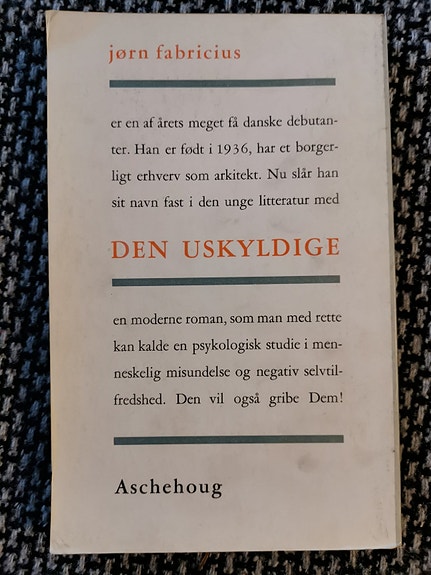 jørn fabricius
er en af årets meget få danske debutan-
ter. Han er født i 1936, har et borger-
ligt erhverv som arkitekt. Nu slår han
sit navn fast i den unge litteratur med
DEN USKYLDIGE
en moderne roman, som man med rette
kan kalde en psykologisk studie i men-
neskelig misundelse og negativ selvtil-
fredshed. Den vil også gribe Dem!
Aschehoug